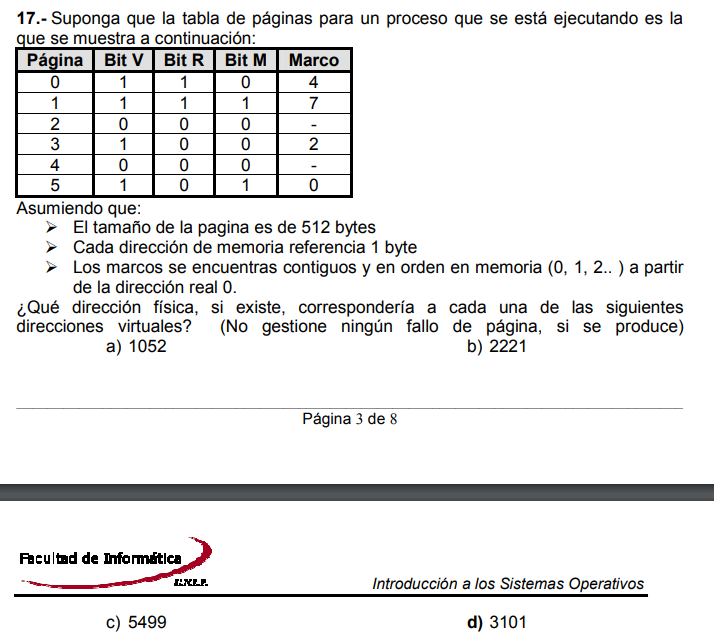 17.- Suponga que la tabla de páginas para un proceso que se está ejecutando es la
que se muestra a continuación:
Página Bit V Bit R Bit M Marco
0 1 1 0 4
1 1 1 1 7
2 0 0 0 -
3 1 0 0 2
4 0 0 0 -
5 1 0 1 0
Asumiendo que:
➢ El tamaño de la pagina es de 512 bytes
➢ Cada dirección de memoria referencia 1 byte
➢ Los marcos se encuentras contiguos y en orden en memoria (0, 1, 2.. ) a partir
de la dirección real 0.
¿Qué dirección física, si existe, correspondería a cada una de las siguientes
direcciones virtuales? (No gestione ningún fallo de página, si se produce)
a) 1052 b) 2221
Página 3 de 8
Facultad de Informática
U.N.L.P.
Introducción a los Sistemas Operativos
c) 5499 d) 3101